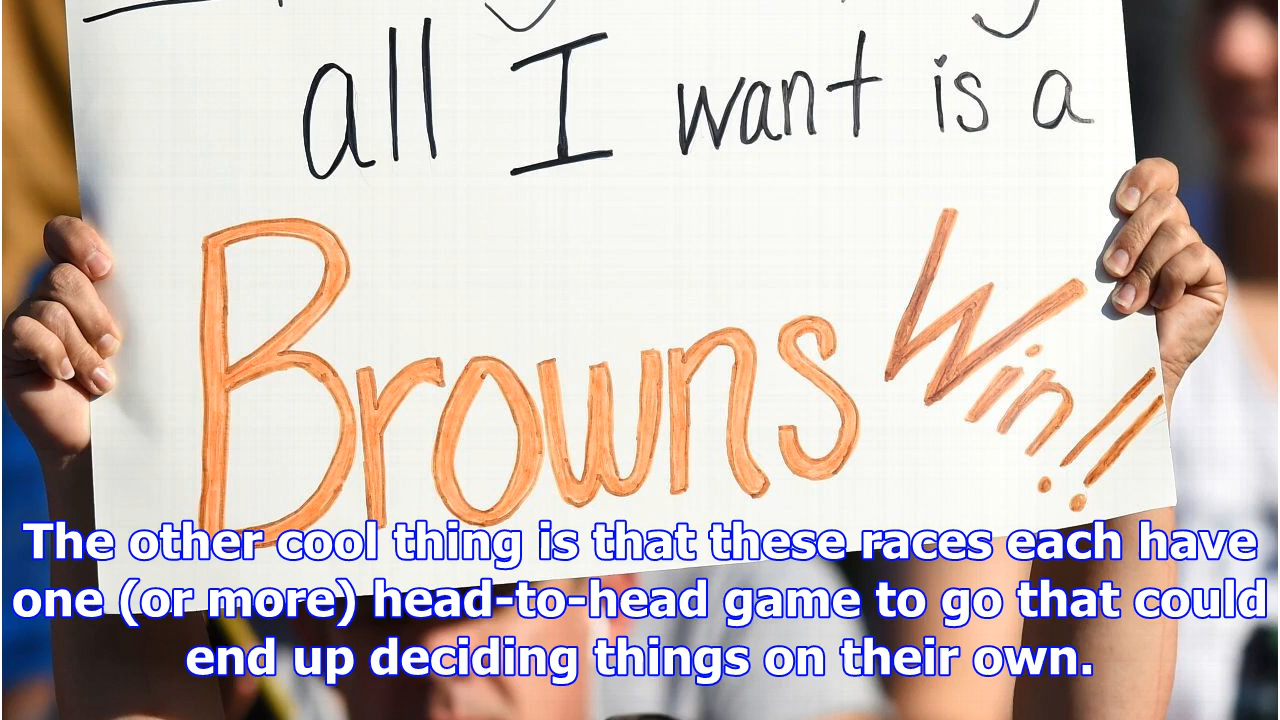 all I want is a
Browns Win!!
The other cool thing is that these races each have
one (or more) head-to-head game to go that could
end up deciding things on their own.